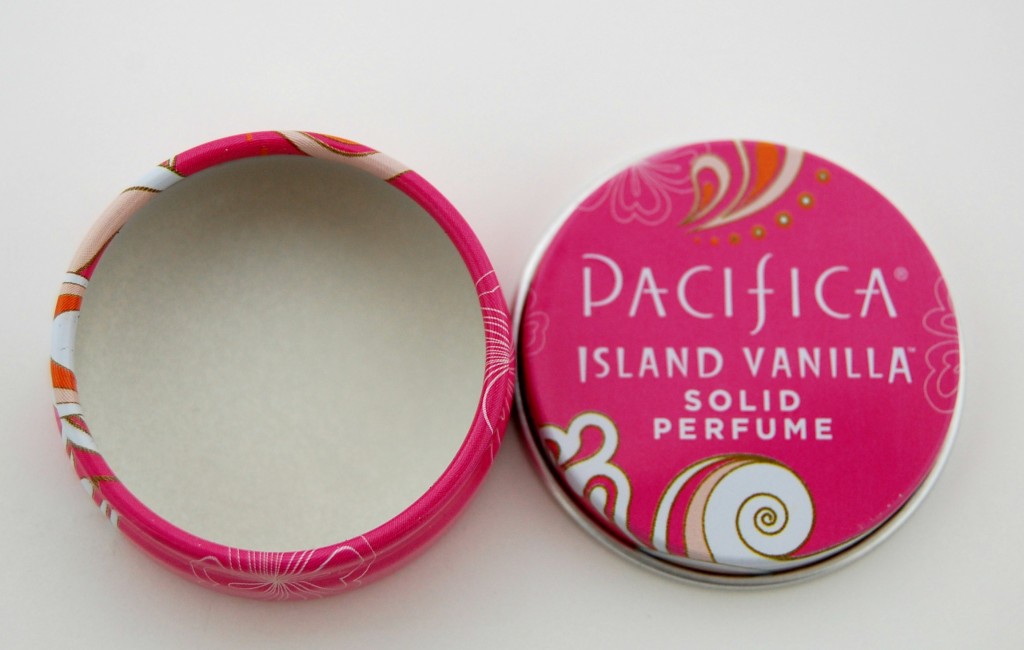 PACIFICA®
ISLAND VANILLA™
SOLID
PERFUME